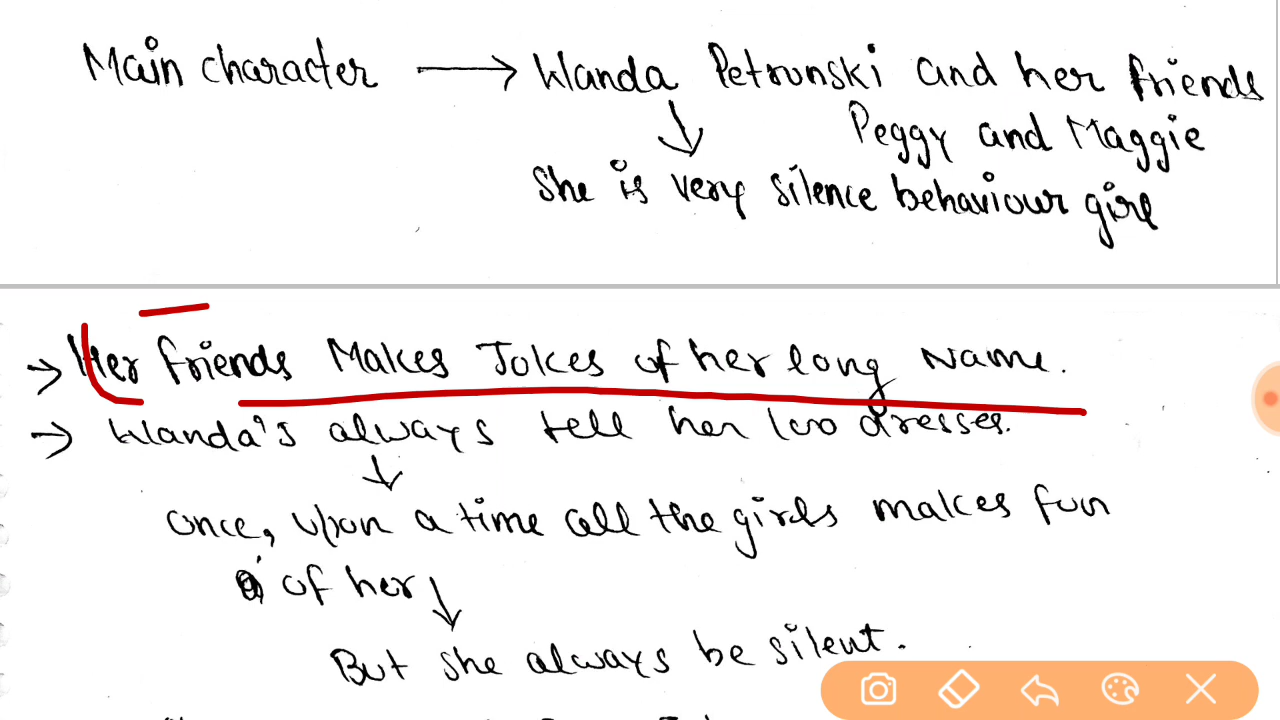 Main character → Wanda Petronski and her friends
Peggy and Maggie
↓
She is very silence behaviour girl
→ Her friends Makes Jokes of her long Name.
→ Wanda's always tell her 100 dresses.
↓
once, upon a time all the girls makes fun
of her ↓
But she always be silent.